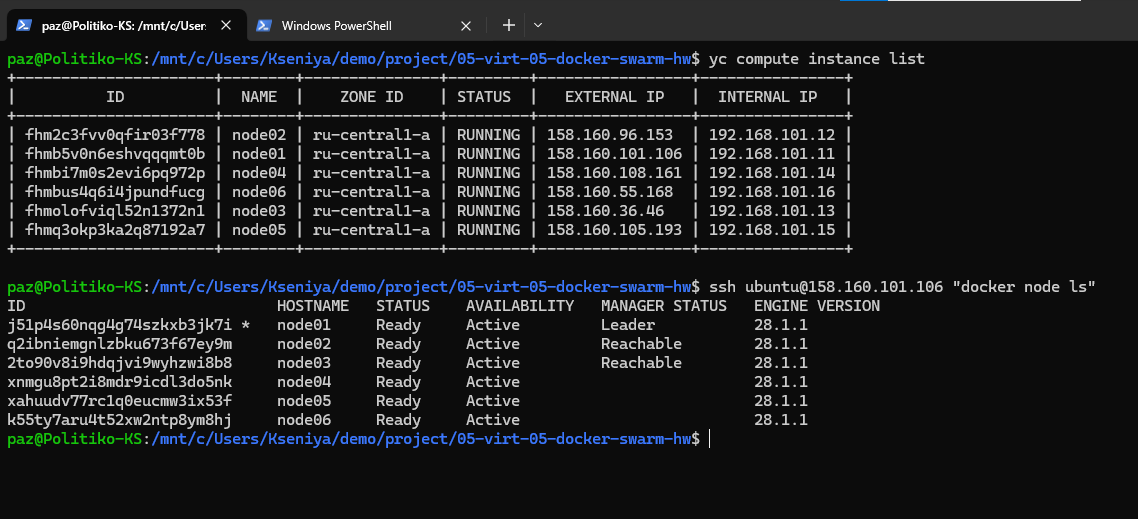 paz@Politiko-KS: /mnt/c/User: Windows PowerShell
paz@Politiko-KS:/mnt/c/Users/Kseniya/demo/project/05-virt-05-docker-swarm-hw$ yc compute instance list
+----------------------+--------+---------------+---------+-----------------+----------------+
| ID | NAME | ZONE ID | STATUS | EXTERNAL IP | INTERNAL IP |
+----------------------+--------+---------------+---------+-----------------+----------------+
| fhm2c3fvv0qfir03f778 | node02 | ru-central1-a | RUNNING | 158.160.96.153 | 192.168.101.12 |
| fhmb5v0n6eshvqqqmt0b | node01 | ru-central1-a | RUNNING | 158.160.101.106 | 192.168.101.11 |
| fhmbi7m0s2evi6pq972p | node04 | ru-central1-a | RUNNING | 158.160.108.161 | 192.168.101.14 |
| fhmbus4q6i4jpundfucg | node06 | ru-central1-a | RUNNING | 158.160.55.168 | 192.168.101.16 |
| fhmolofviql52n1372n1 | node03 | ru-central1-a | RUNNING | 158.160.36.46 | 192.168.101.13 |
| fhmq3okp3ka2q87192a7 | node05 | ru-central1-a | RUNNING | 158.160.105.193 | 192.168.101.15 |
+----------------------+--------+---------------+---------+-----------------+----------------+
paz@Politiko-KS:/mnt/c/Users/Kseniya/demo/project/05-virt-05-docker-swarm-hw$ ssh ubuntu@158.160.101.106 "docker node ls"
ID HOSTNAME STATUS AVAILABILITY MANAGER STATUS ENGINE VERSION
j51p4s60nqg4g74szkxb3jk7i * node01 Ready Active Leader 28.1.1
q2ibniemgnlzbku673f67ey9m node02 Ready Active Reachable 28.1.1
2to90v8i9hdqjvi9wyhzwi8b8 node03 Ready Active Reachable 28.1.1
xnmgu8pt2i8mdr9icdl3do5nk node04 Ready Active 28.1.1
xahuudv77rc1q0eucmw3ix53f node05 Ready Active 28.1.1
k55ty7aru4t52xw2ntp8ym8hj node06 Ready Active 28.1.1
paz@Politiko-KS:/mnt/c/Users/Kseniya/demo/project/05-virt-05-docker-swarm-hw$